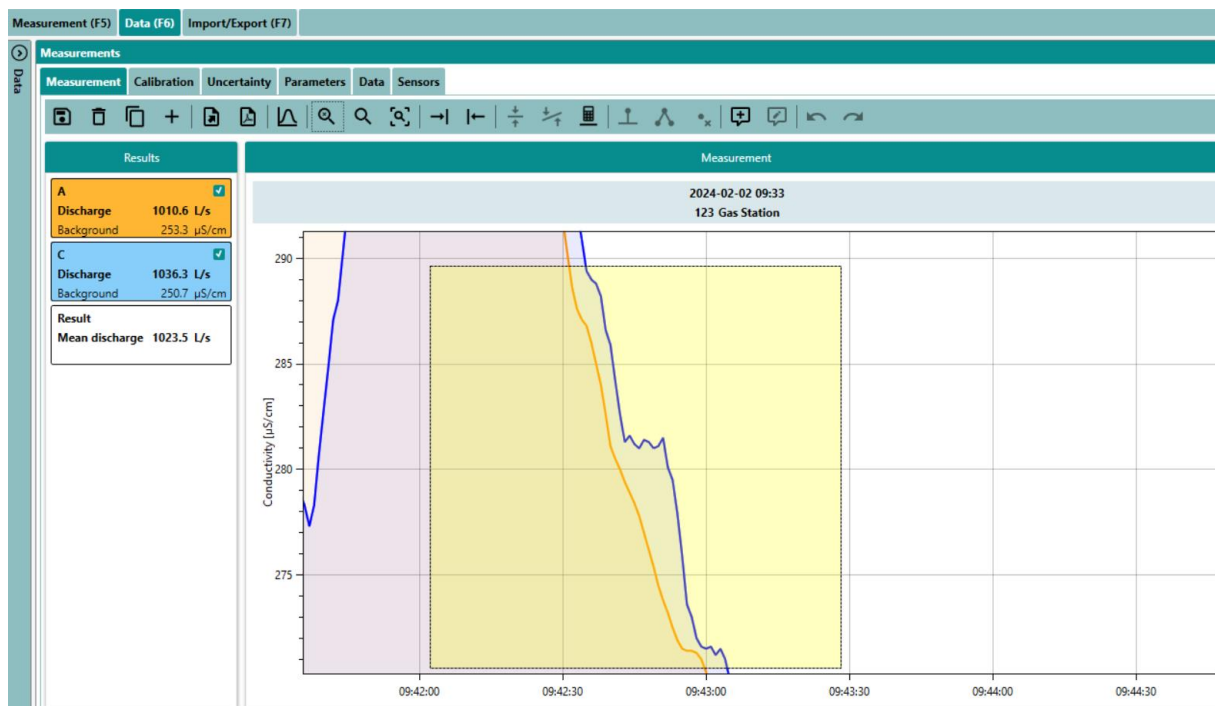 Measurement (F5) Data (F6) Import/Export (F7)
Data
Measurements
Measurement Calibration Uncertainty Parameters Data Sensors
Results
A
Discharge 1010.6 L/s
Background 253.3 µS/cm
C
Discharge 1036.3 L/s
Background 250.7 µS/cm
Result
Mean discharge 1023.5 L/s
Measurement
2024-02-02 09:33
123 Gas Station
Conductivity [µS/cm]
290
285
280
275
09:42:00 09:42:30 09:43:00 09:43:30 09:44:00 09:44:30